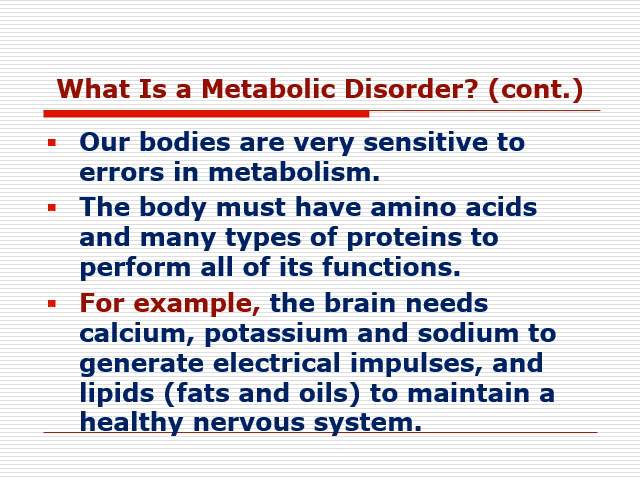 What Is a Metabolic Disorder? (cont.)
Our bodies are very sensitive to
errors in metabolism.
The body must have amino acids
and many types of proteins to
perform all of its functions.
For example, the brain needs
calcium, potassium and sodium to
generate electrical impulses, and
lipids (fats and oils) to maintain a
healthy nervous system.